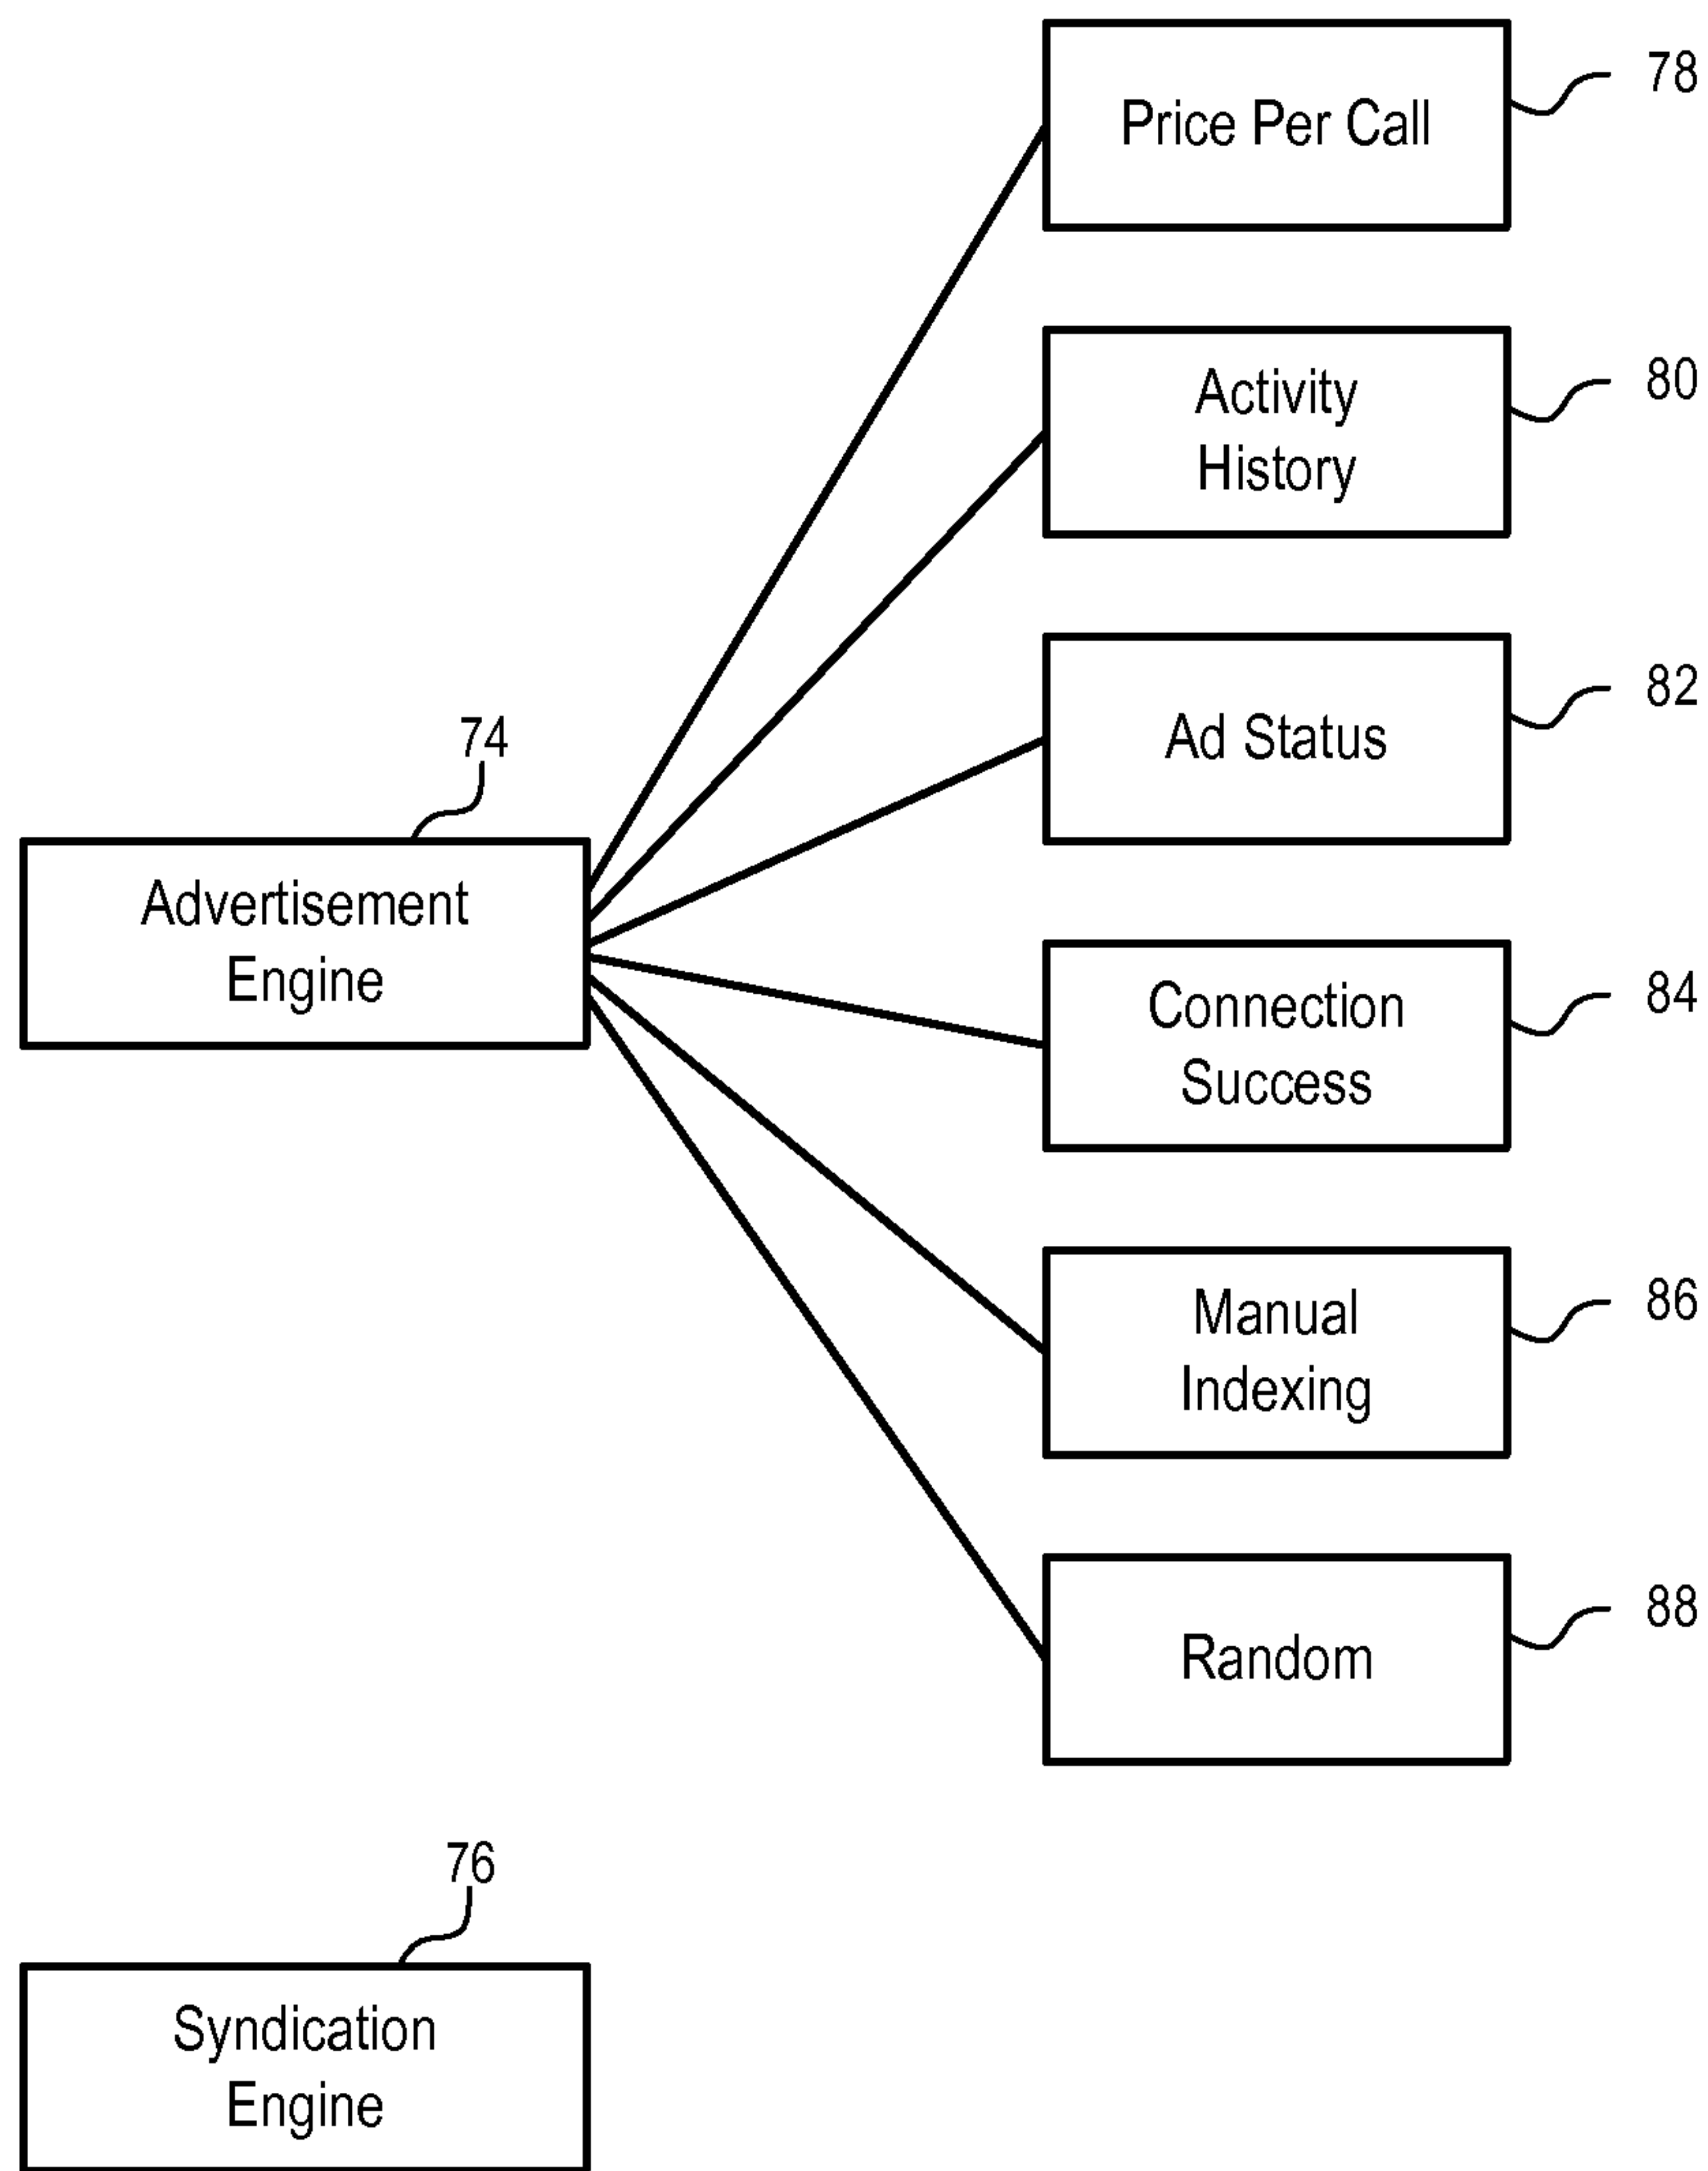 Price Per Call
78
Activity
History
80
Ad Status
82
74
Advertisement
Engine
Connection
Success
84
Manual
Indexing
86
Random
88
76
Syndication
Engine